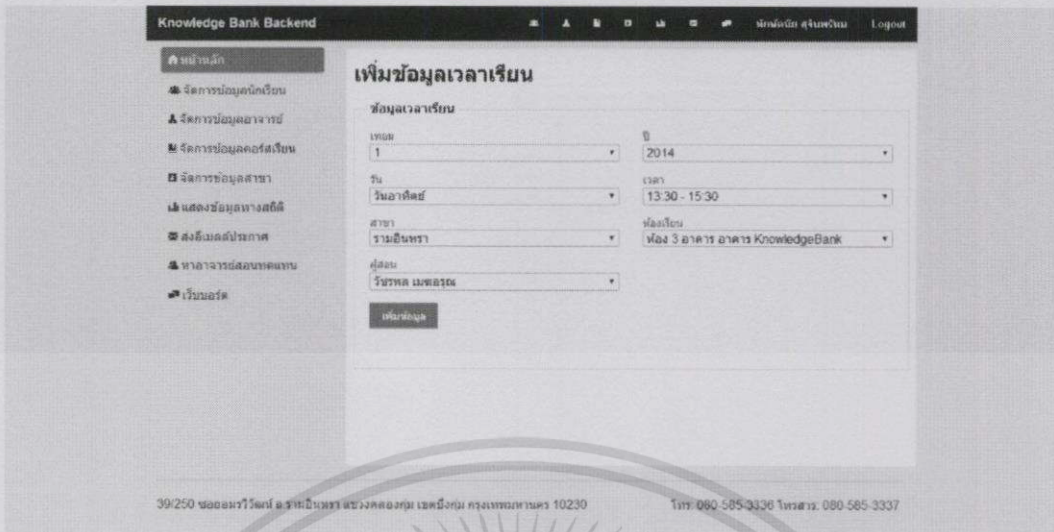 Knowledge Bank Backend Logout
หน้าหลัก
จัดการข้อมูลนักเรียน
จัดการข้อมูลอาจารย์
จัดการข้อมูลคอร์สเรียน
จัดการข้อมูลสาขา
แสดงข้อมูลทางสถิติ
ส่งอีเมลล์ประกาศ
หาอาจารย์สอนทดแทน
เว็บบอร์ด
เพิ่มข้อมูลเวลาเรียน
ข้อมูลเวลาเรียน
เทอม ปี
1 2014
วัน เวลา
วันอาทิตย์ 13:30 - 15:30
สาขา ห้องเรียน
รามอินทรา ห้อง 3 อาคาร อาคาร KnowledgeBank
ผู้สอน
วัชรพล เมฆอรุณ
เพิ่มข้อมูล
39/250 ซอยอมรวิวัฒน์ ถ.รามอินทรา แขวงคลองกุ่ม เขตบึงกุ่ม กรุงเทพมหานคร 10230 โทร: 080-585-3336 โทรสาร: 080-585-3337